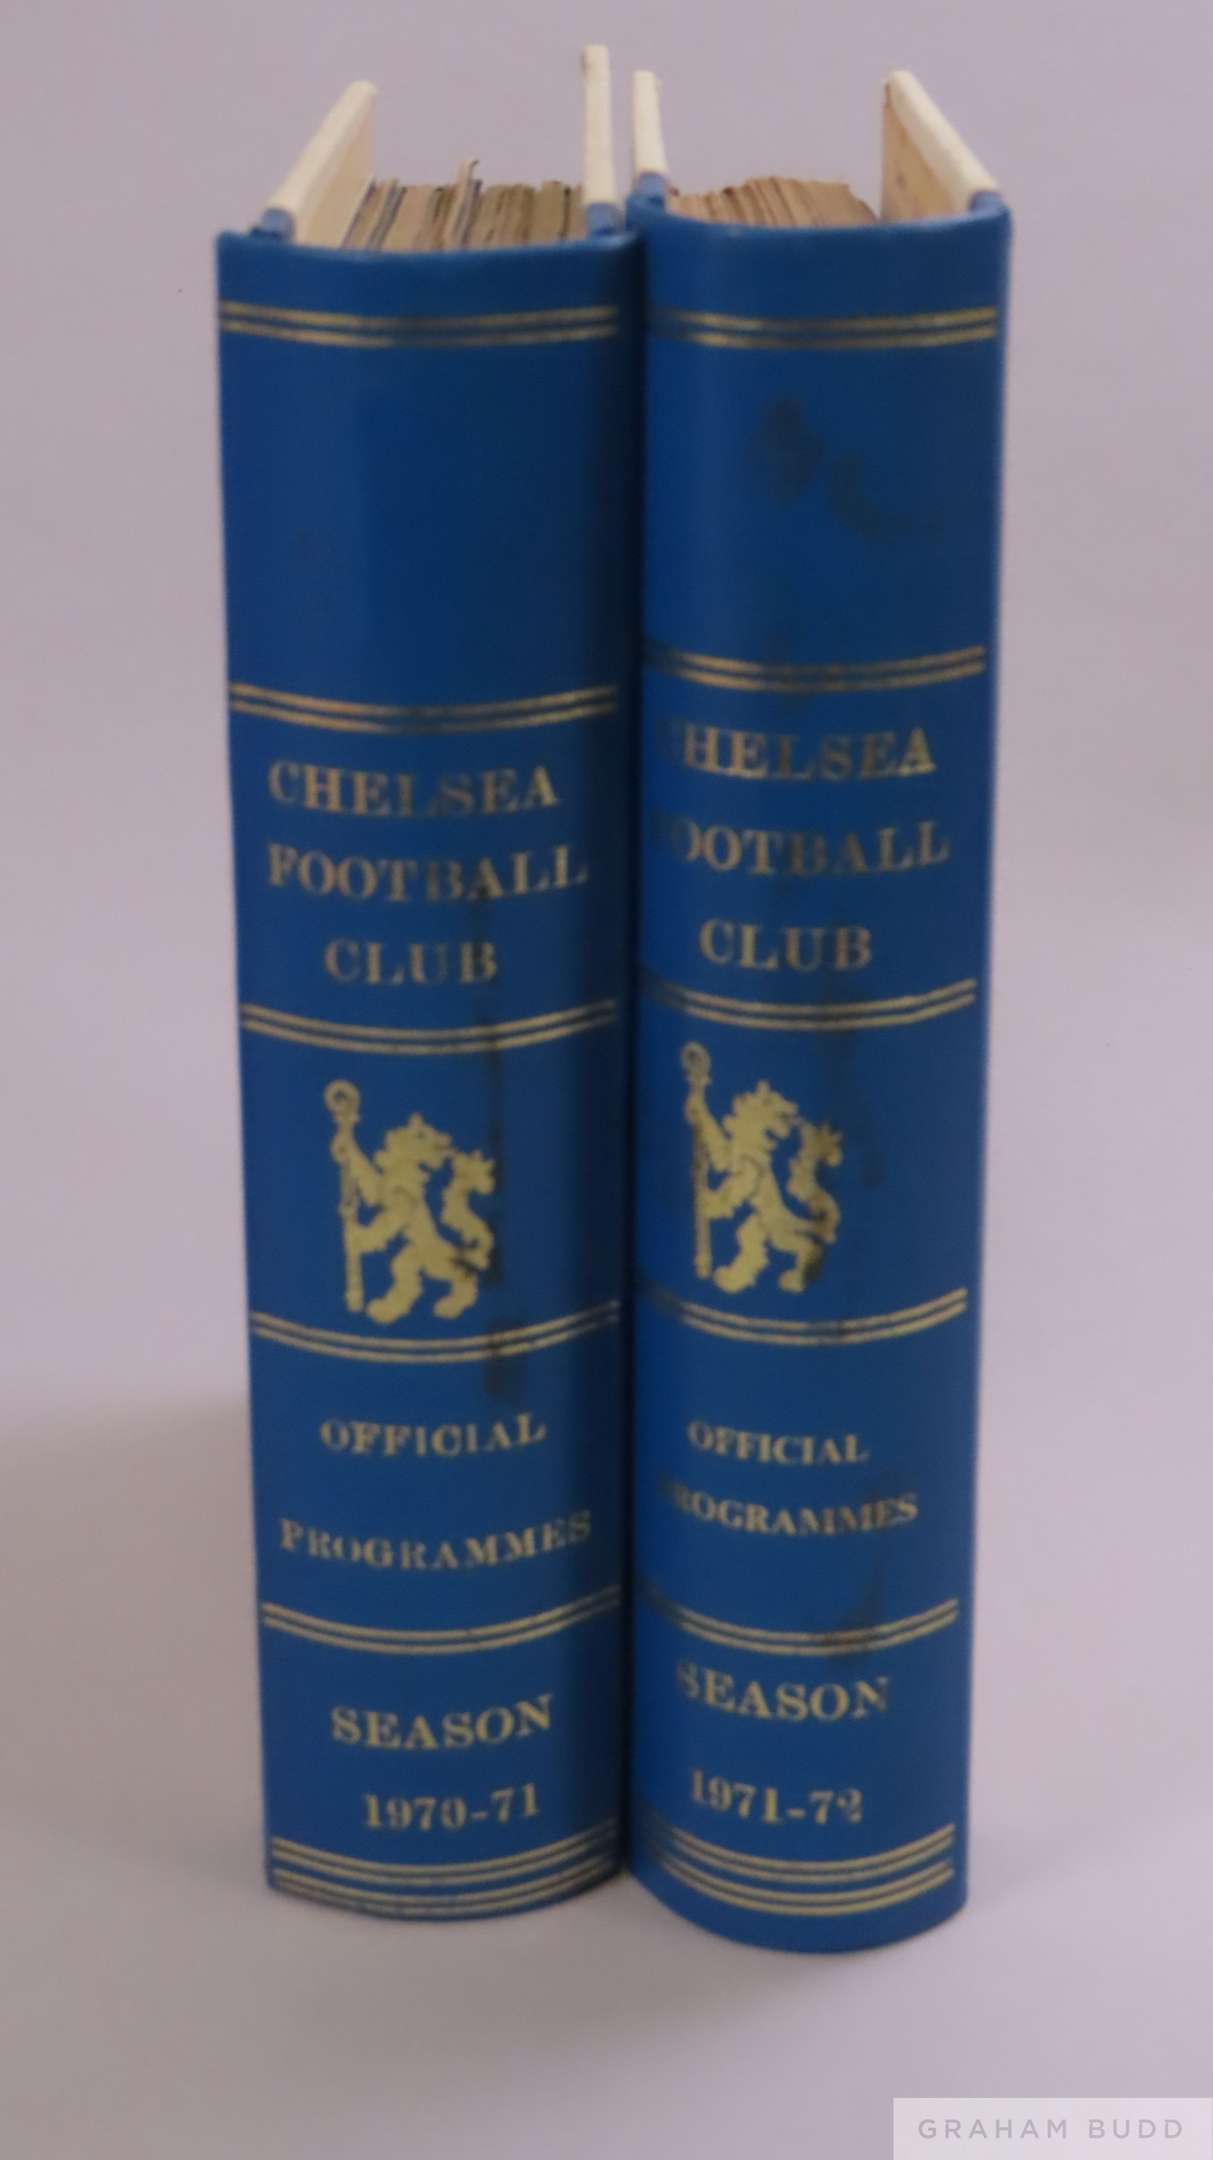 CHELSEA
FOOTBALL
CLUB
OFFICIAL
PROGRAMMES
SEASON
1970-71
CHELSEA
FOOTBALL
CLUB
OFFICIAL
PROGRAMMES
SEASON
1971-72
GRAHAM BUDD